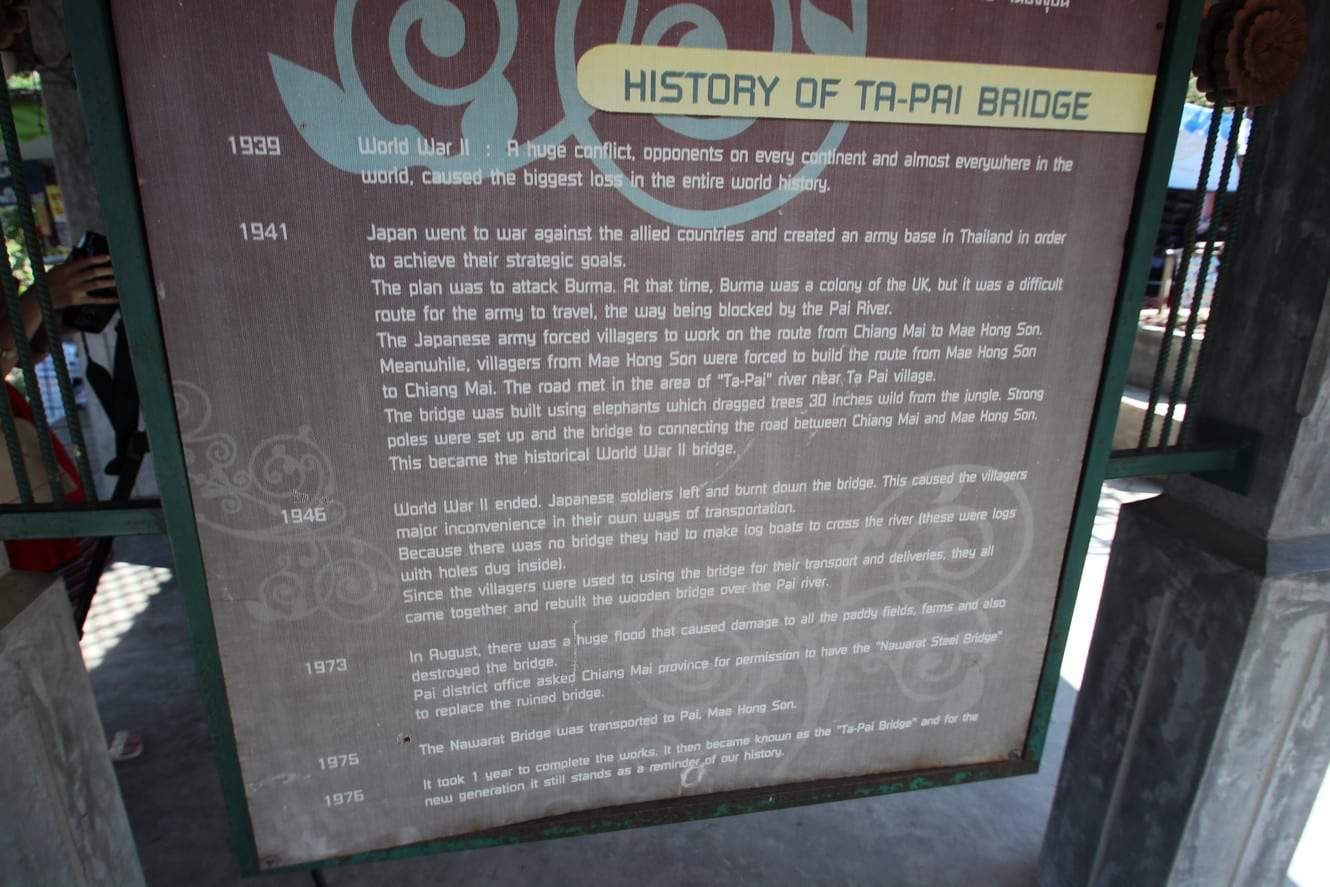 HISTORY OF TA-PAI BRIDGE
1939 World War II : A huge conflict, opponents on every continent and almost everywhere in the
world, caused the biggest loss in the entire world history.
1941 Japan went to war against the allied countries and created an army base in Thailand in order
to achieve their strategic goals.
The plan was to attack Burma. At that time, Burma was a colony of the UK, but it was a difficult
route for the army to travel, the way being blocked by the Pai River.
The Japanese army forced villagers to work on the route from Chiang Mai to Mae Hong Son.
Meanwhile, villagers from Mae Hong Son were forced to build the route from Mae Hong Son
to Chiang Mai. The road met in the area of "Ta-Pai" river near Ta Pai village.
The bridge was built using elephants which dragged trees 30 inches wild from the jungle. Strong
poles were set up and the bridge to connecting the road between Chiang Mai and Mae Hong Son.
This became the historical World War II bridge.
1946 World War II ended. Japanese soldiers left and burnt down the bridge. This caused the villagers
major inconvenience in their own ways of transportation.
Because there was no bridge they had to make log boats to cross the river (these were logs
with holes dug inside).
Since the villagers were used to using the bridge for their transport and deliveries, they all
came together and rebuilt the wooden bridge over the Pai river.
1973 In August, there was a huge flood that caused damage to all the paddy fields, farms and also
destroyed the bridge.
Pai district office asked Chiang Mai province for permission to have the "Nawarat Steel Bridge"
to replace the ruined bridge.
1975 The Nawarat Bridge was transported to Pai, Mae Hong Son.
1976 It took 1 year to complete the works. It then became known as the "Ta-Pai Bridge" and for the
new generation it still stands as a reminder of our history.